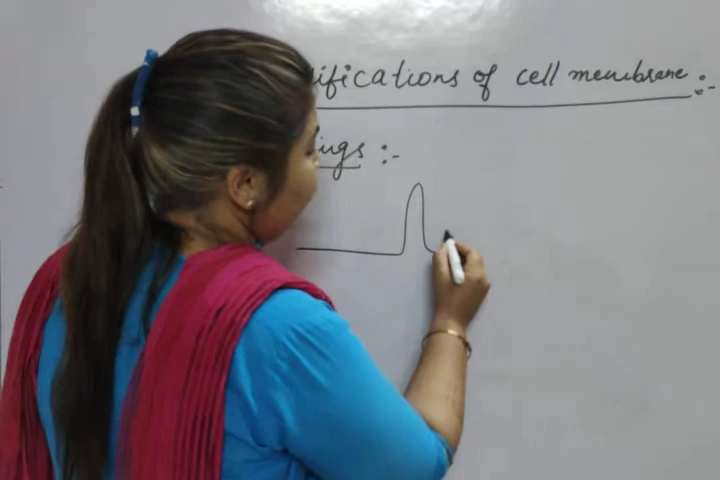 ifications of cell membrane :-
ings :-